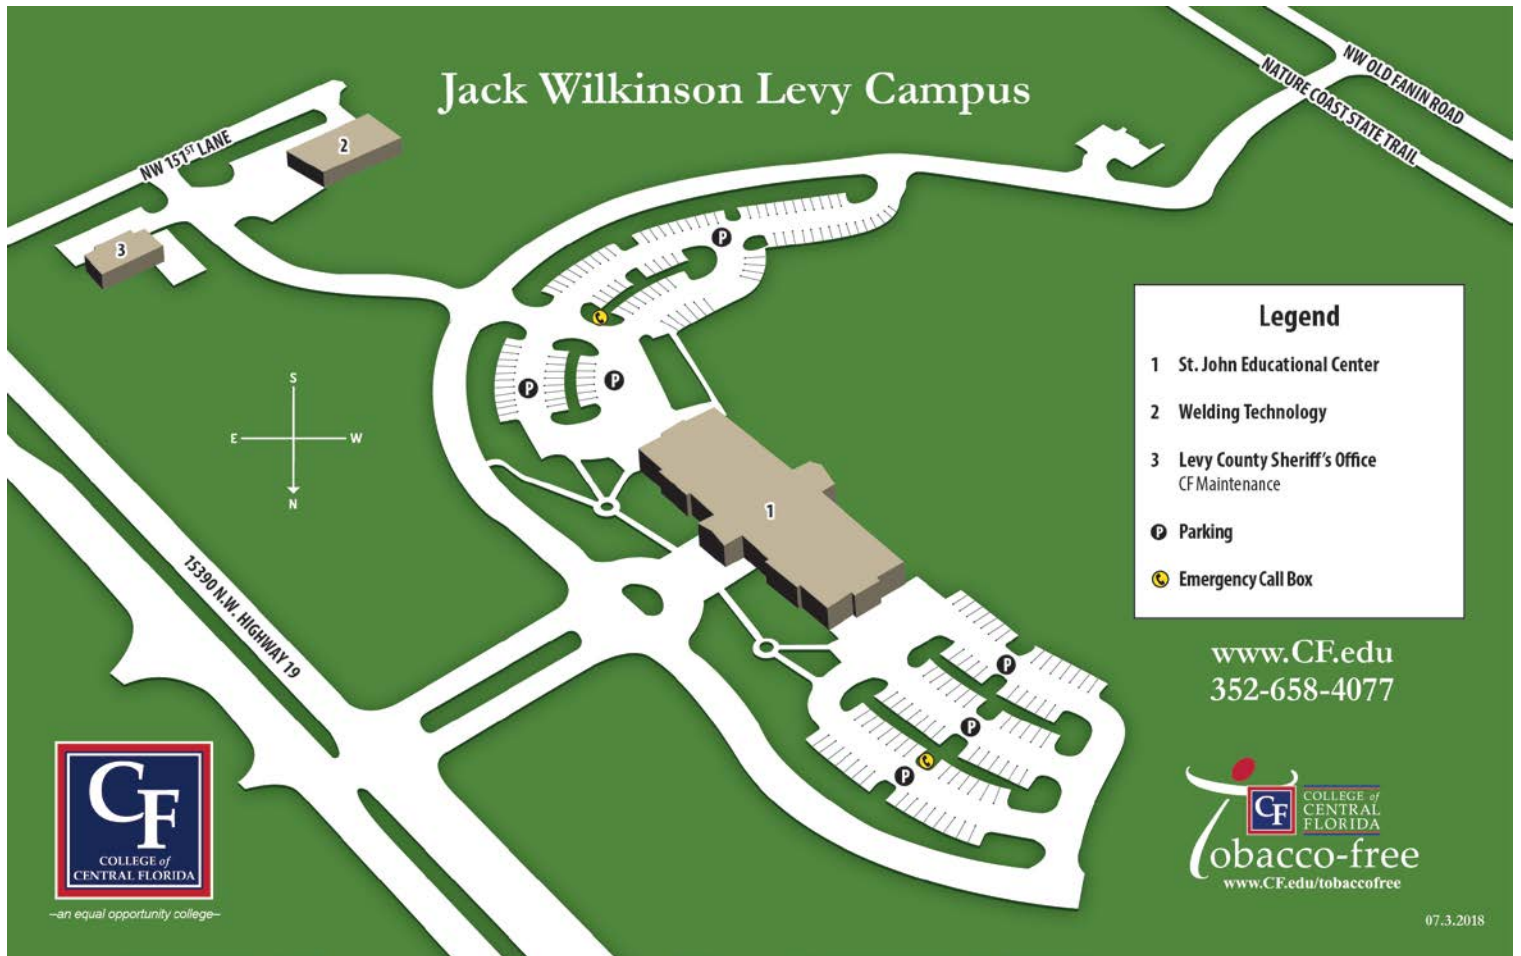 Jack Wilkinson Levy Campus
NW OLD FANIN ROAD
NATURE COAST STATE TRAIL
NW 151ST LANE
2
3
P
P
P
S
E
W
N
1
15390 N.W. HIGHWAY 19
P
P
P
Legend
1 St. John Educational Center
2 Welding Technology
3 Levy County Sheriff's Office
CF Maintenance
P Parking
Emergency Call Box
www.CF.edu
352-658-4077
CF
COLLEGE of
CENTRAL FLORIDA
–an equal opportunity college–
CF
COLLEGE of
CENTRAL
FLORIDA
Tobacco-free
www.CF.edu/tobaccofree
07.3.2018